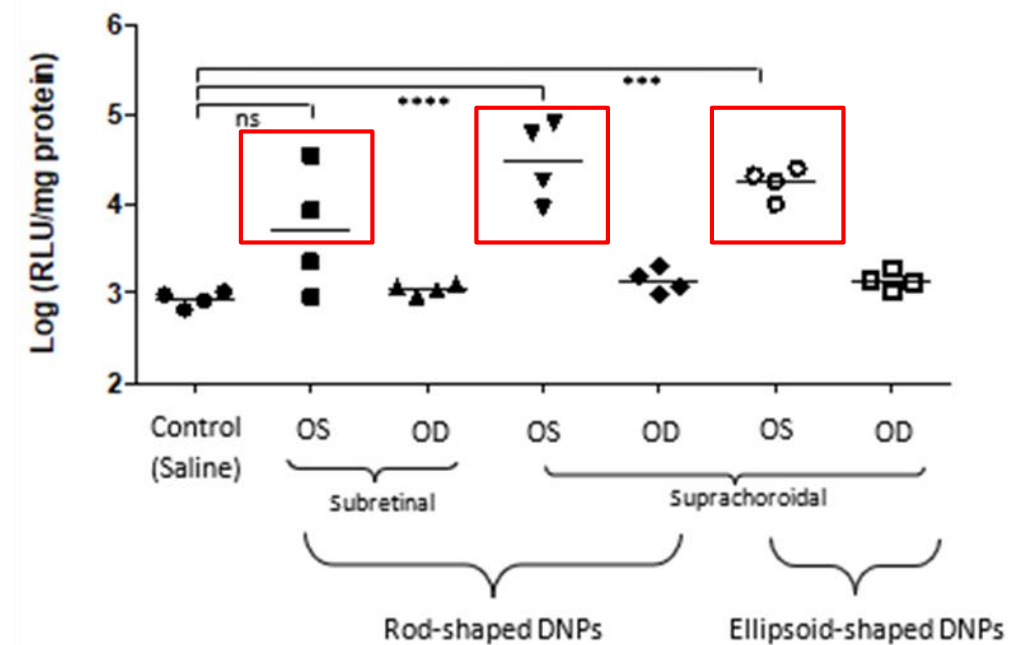 Log (RLU/mg protein)
6
5
4
3
2
ns
****
***
Control
(Saline)
OS
OD
OS
OD
OS
OD
Subretinal
Suprachoroidal
Rod-shaped DNPs
Ellipsoid-shaped DNPs